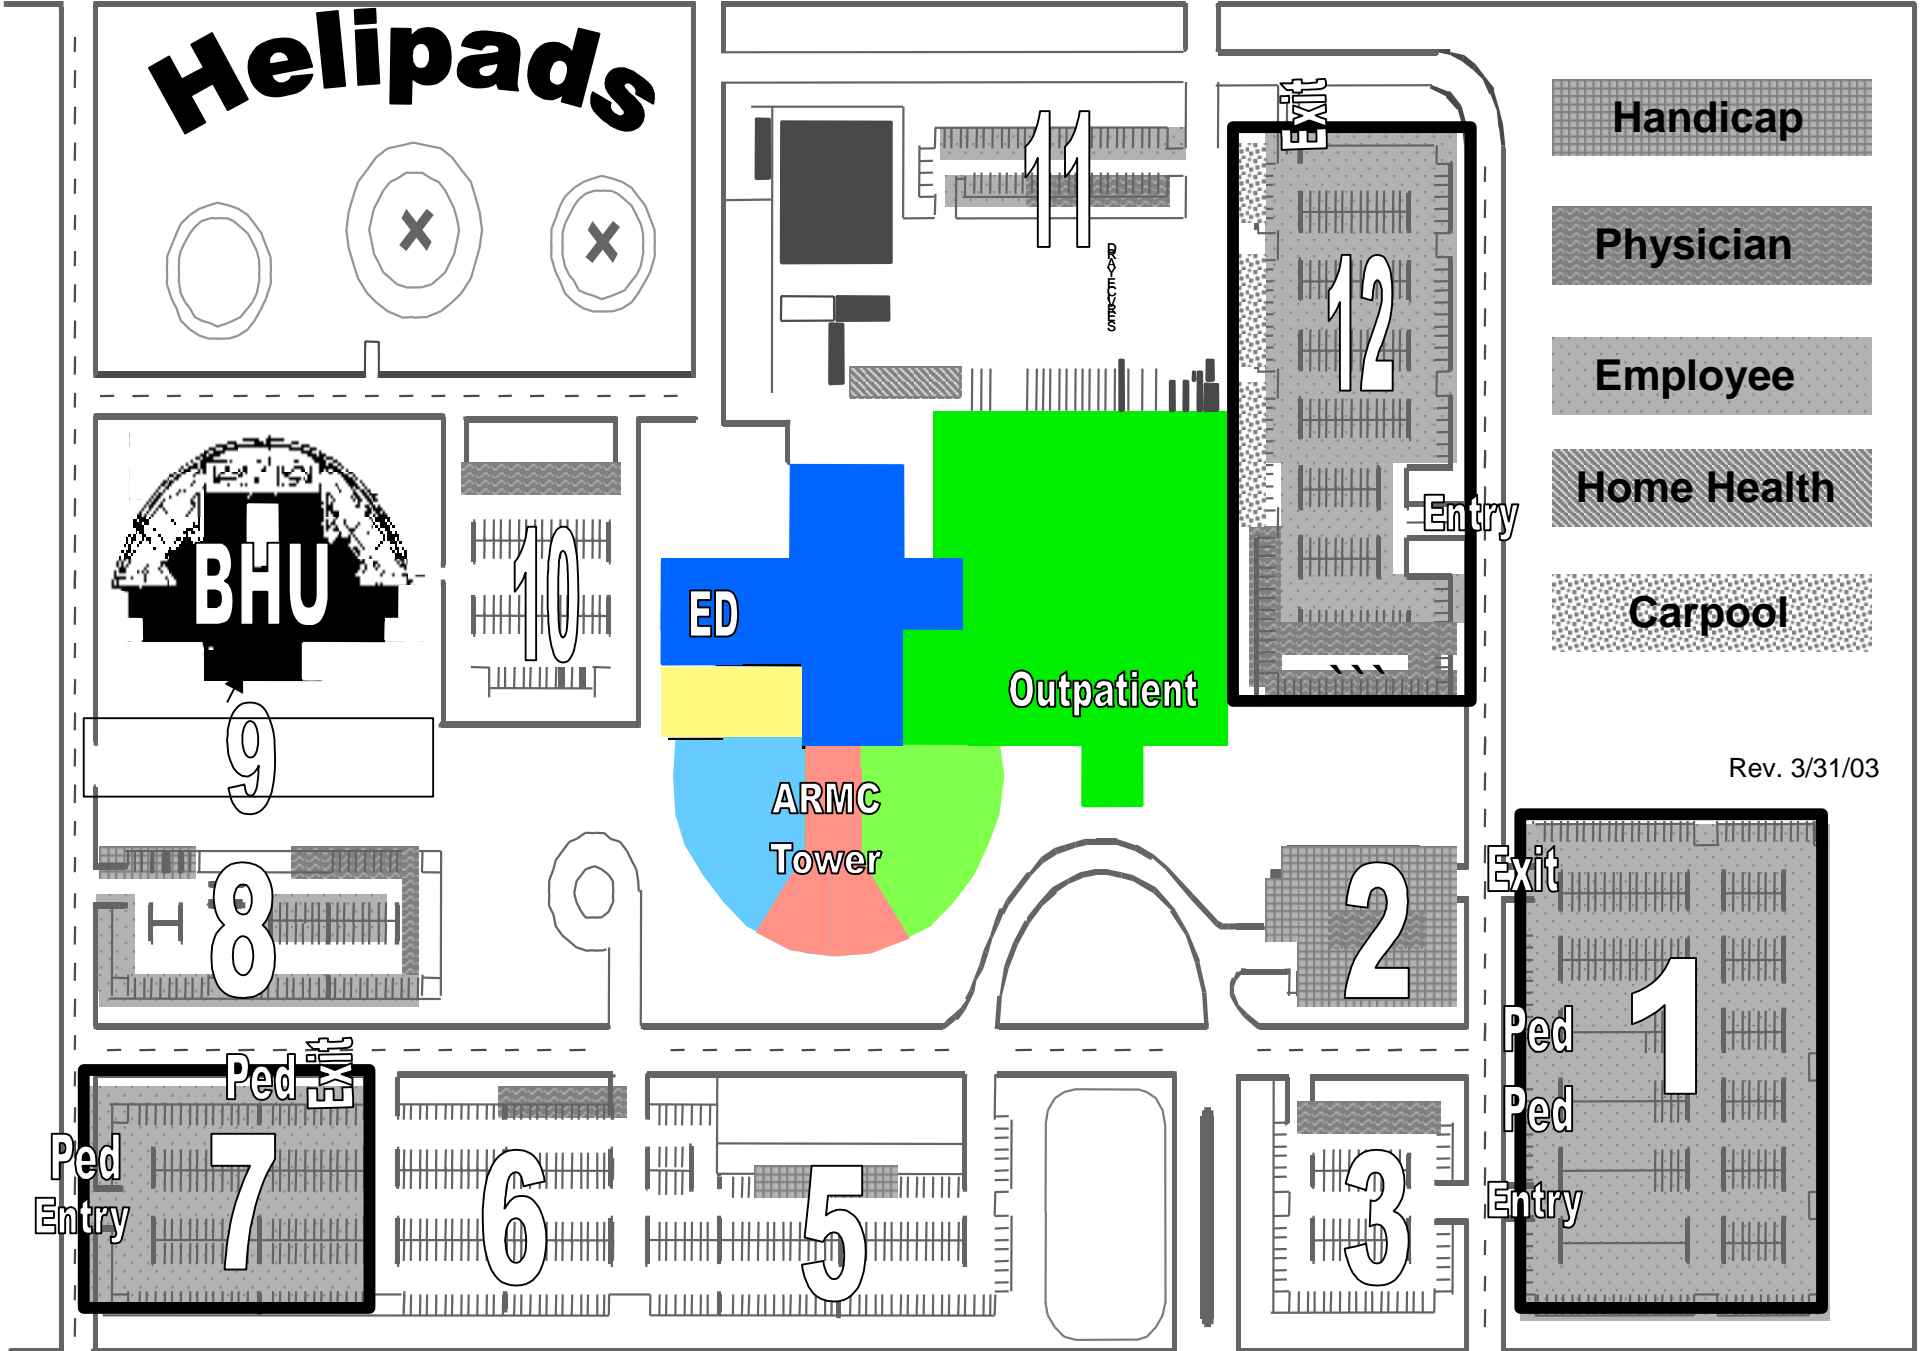 Helipads
Exit
Handicap
11
Physician
DRAYECVRES
12
Employee
Home Health
Entry
BHU
10
ED
Carpool
Outpatient
9
Rev. 3/31/03
ARMC
Tower
Exit
8
2
1
Ped
Ped
Exit
Ped
Ped
7
6
5
3
Entry
Entry